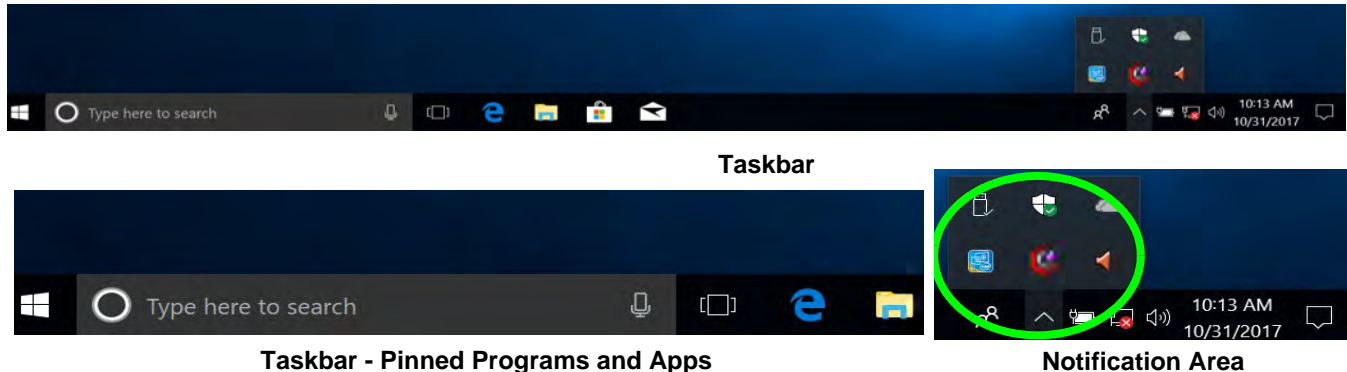 Type here to search
10:13 AM
10/31/2017
Taskbar
Type here to search
10:13 AM
10/31/2017
Taskbar - Pinned Programs and Apps
Notification Area